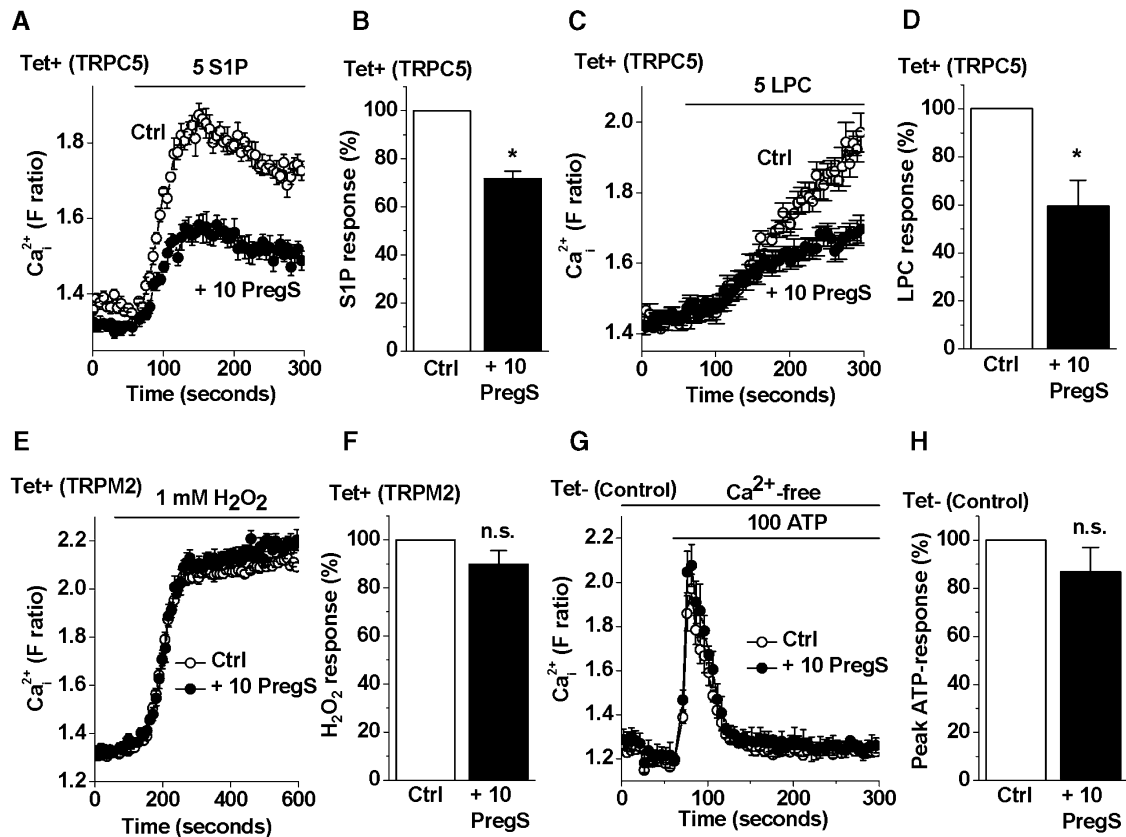 A
Tet+ (TRPC5)
5 S1P
Ca²⁺ᵢ (F ratio)
1.8
1.6
1.4
Ctrl
+ 10 PregS
0 100 200 300
Time (seconds)
B
Tet+ (TRPC5)
S1P response (%)
100
80
60
40
20
0
*
Ctrl
+ 10
PregS
C
Tet+ (TRPC5)
5 LPC
Ca²⁺ᵢ (F ratio)
2.0
1.8
1.6
1.4
Ctrl
+ 10 PregS
0 100 200 300
Time (seconds)
D
Tet+ (TRPC5)
LPC response (%)
100
80
60
40
20
0
*
Ctrl
+ 10
PregS
E
Tet+ (TRPM2)
1 mM H₂O₂
Ca²⁺ᵢ (F ratio)
2.2
2.0
1.8
1.6
1.4
1.2
Ctrl
+ 10 PregS
0 200 400 600
Time (seconds)
F
Tet+ (TRPM2)
H₂O₂ response (%)
100
80
60
40
20
0
n.s.
Ctrl
+ 10
PregS
G
Tet- (Control)
Ca²⁺-free
100 ATP
Ca²⁺ᵢ (F ratio)
2.2
2.0
1.8
1.6
1.4
1.2
Ctrl
+ 10 PregS
0 100 200 300
Time (seconds)
H
Tet- (Control)
Peak ATP-response (%)
100
80
60
40
20
0
n.s.
Ctrl
+ 10
PregS